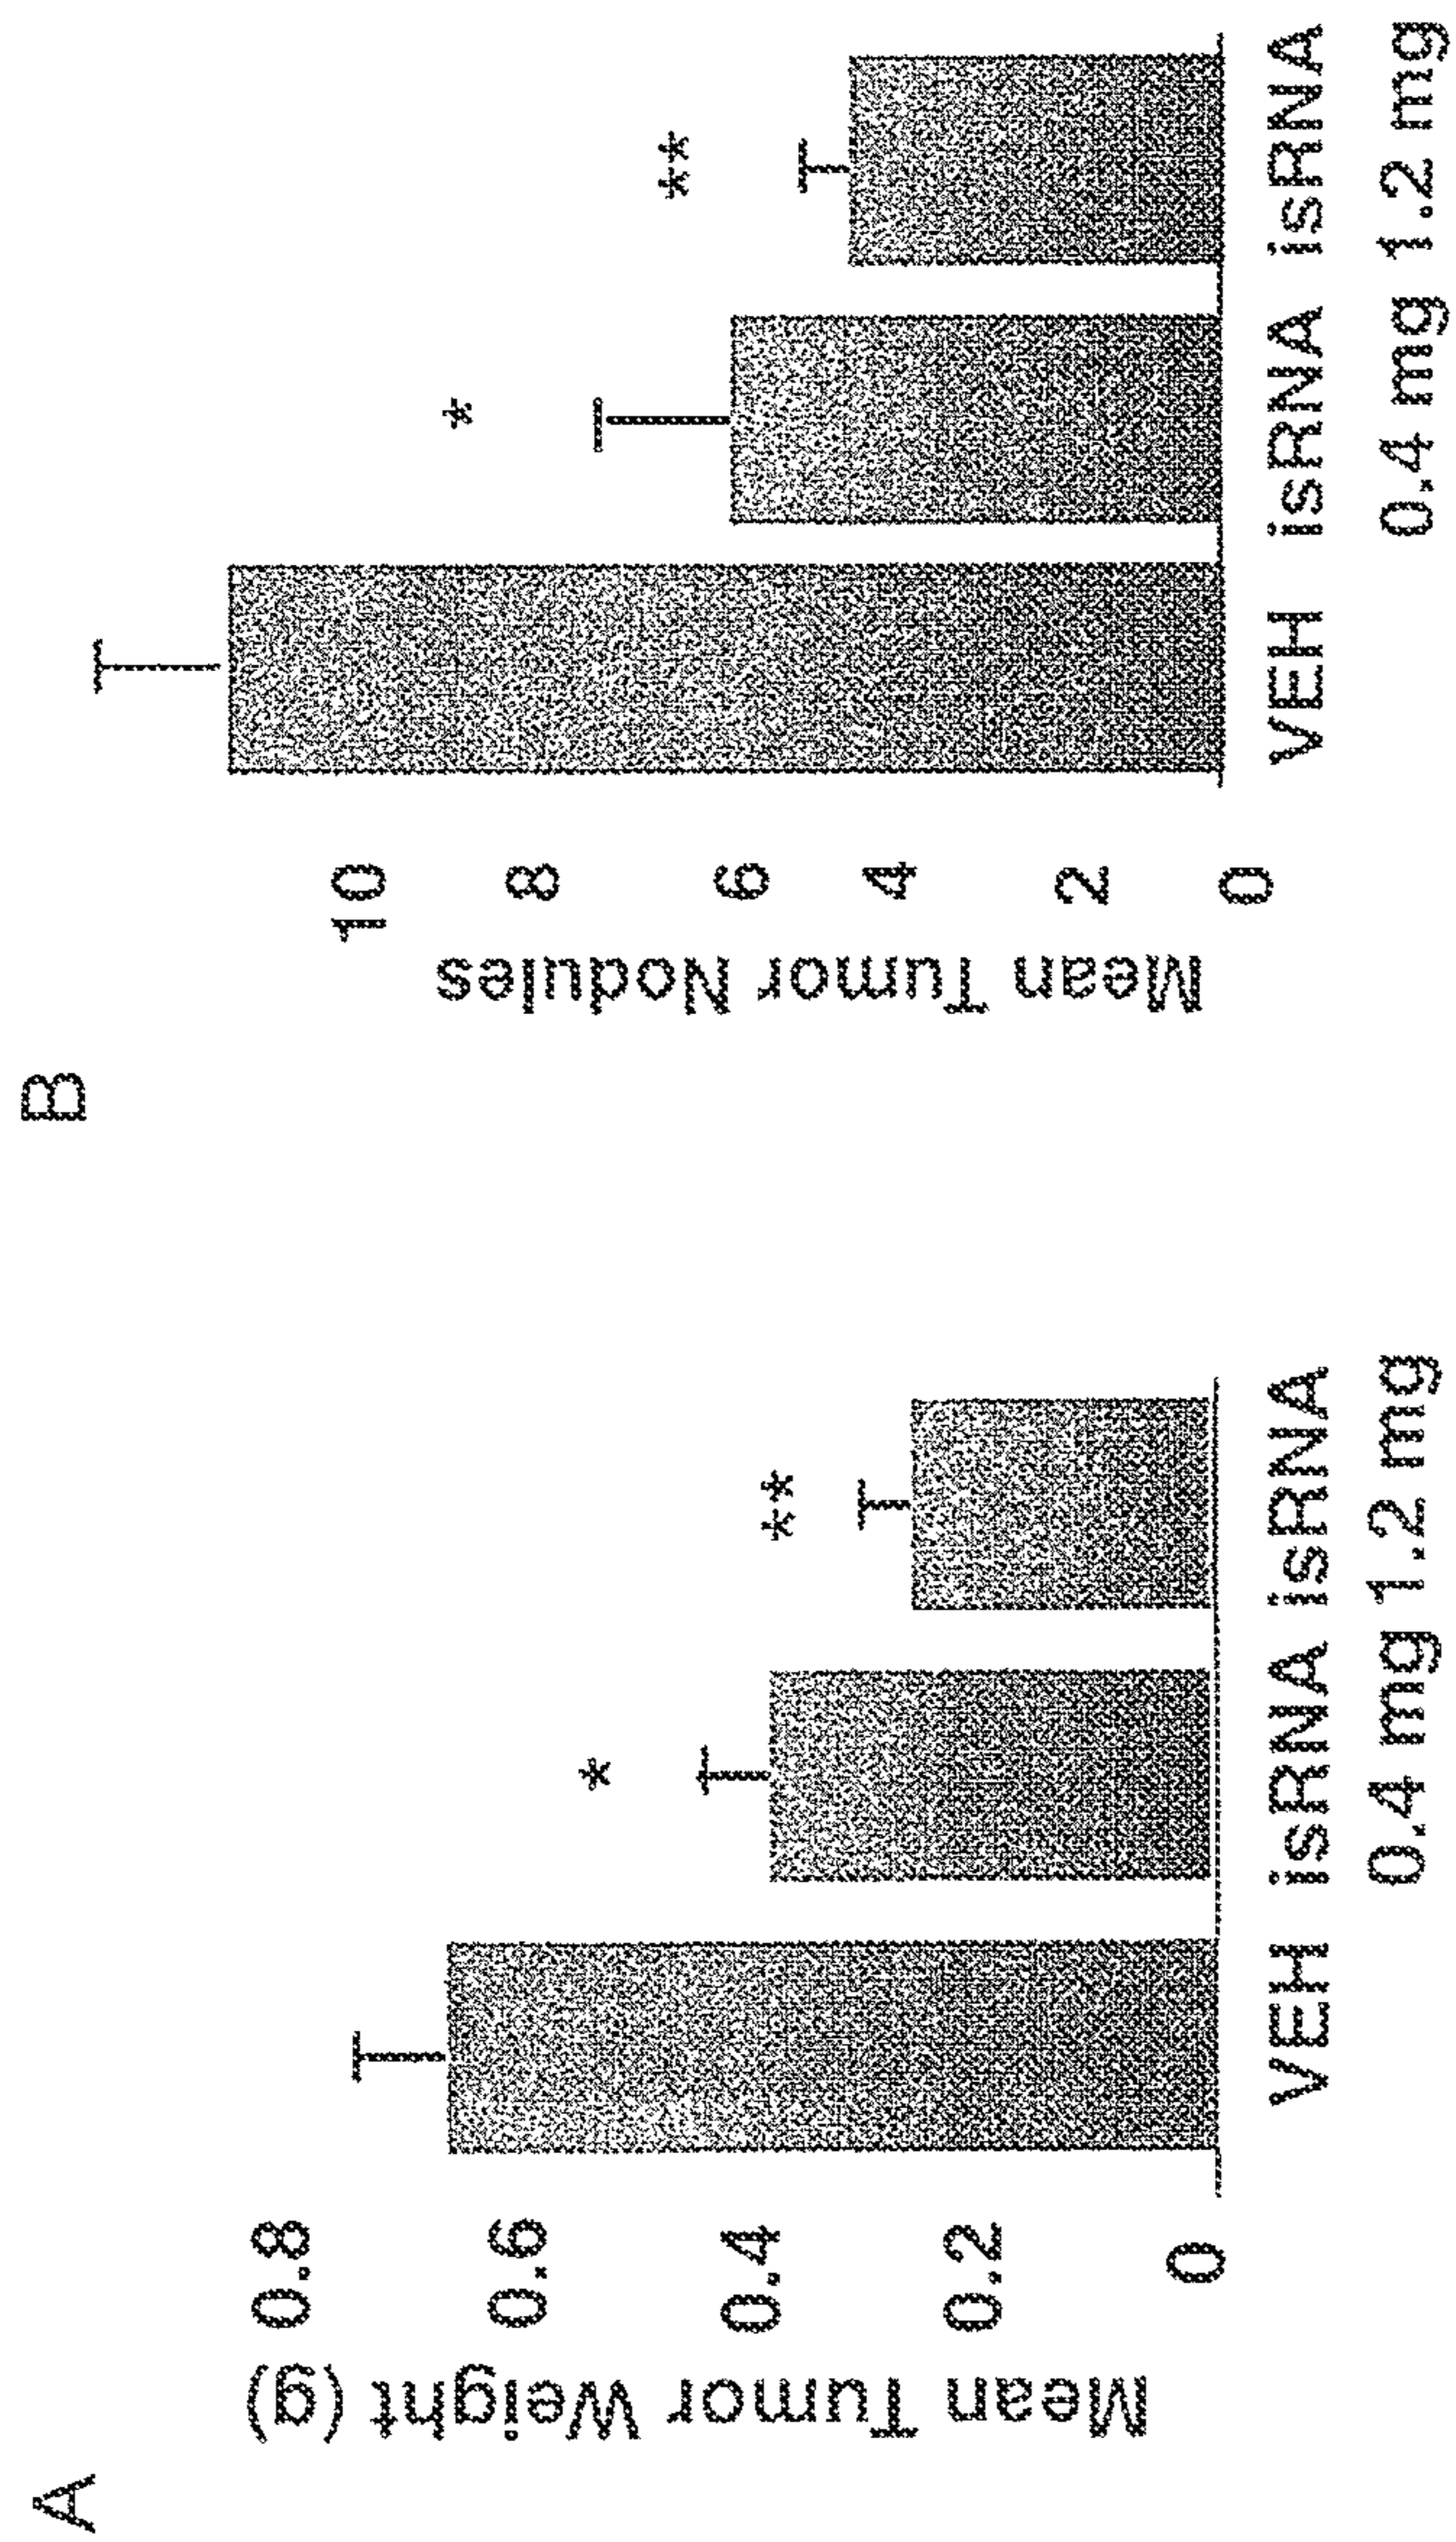 A
Mean Tumor Weight (g)
0.8
0.6
0.4
0.2
0
*
**
VEH isRNA isRNA
0.4 mg 1.2 mg
B
Mean Tumor Nodules
10
8
6
4
2
0
*
**
VEH isRNA isRNA
0.4 mg 1.2 mg